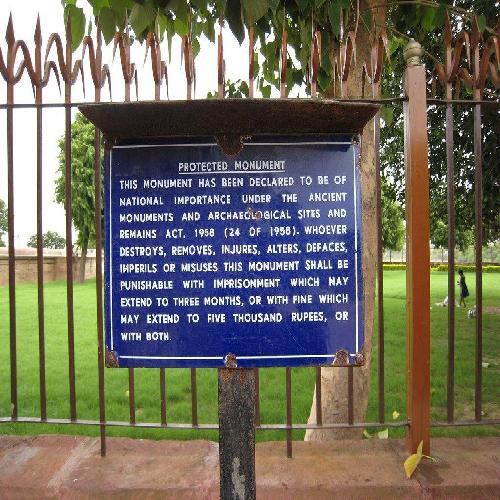 PROTECTED MONUMENT
THIS MONUMENT HAS BEEN DECLARED TO BE OF
NATIONAL IMPORTANCE UNDER THE ANCIENT
MONUMENTS AND ARCHAEOLOGICAL SITES AND
REMAINS ACT, 1958 (24 OF 1958). WHOEVER
DESTROYS, REMOVES, INJURES, ALTERS, DEFACES,
IMPERILS OR MISUSES THIS MONUMENT SHALL BE
PUNISHABLE WITH IMPRISONMENT WHICH MAY
EXTEND TO THREE MONTHS, OR WITH FINE WHICH
MAY EXTEND TO FIVE THOUSAND RUPEES, OR
WITH BOTH.